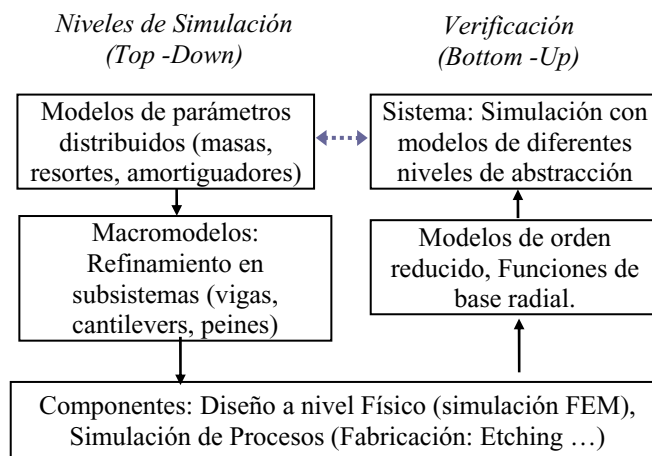 Niveles de Simulación
(Top -Down)
Verificación
(Bottom -Up)
Modelos de parámetros
distribuidos (masas,
resortes, amortiguadores)
Sistema: Simulación con
modelos de diferentes
niveles de abstracción
Macromodelos:
Refinamiento en
subsistemas (vigas,
cantilevers, peines)
Modelos de orden
reducido, Funciones de
base radial.
Componentes: Diseño a nivel Físico (simulación FEM),
Simulación de Procesos (Fabricación: Etching …)